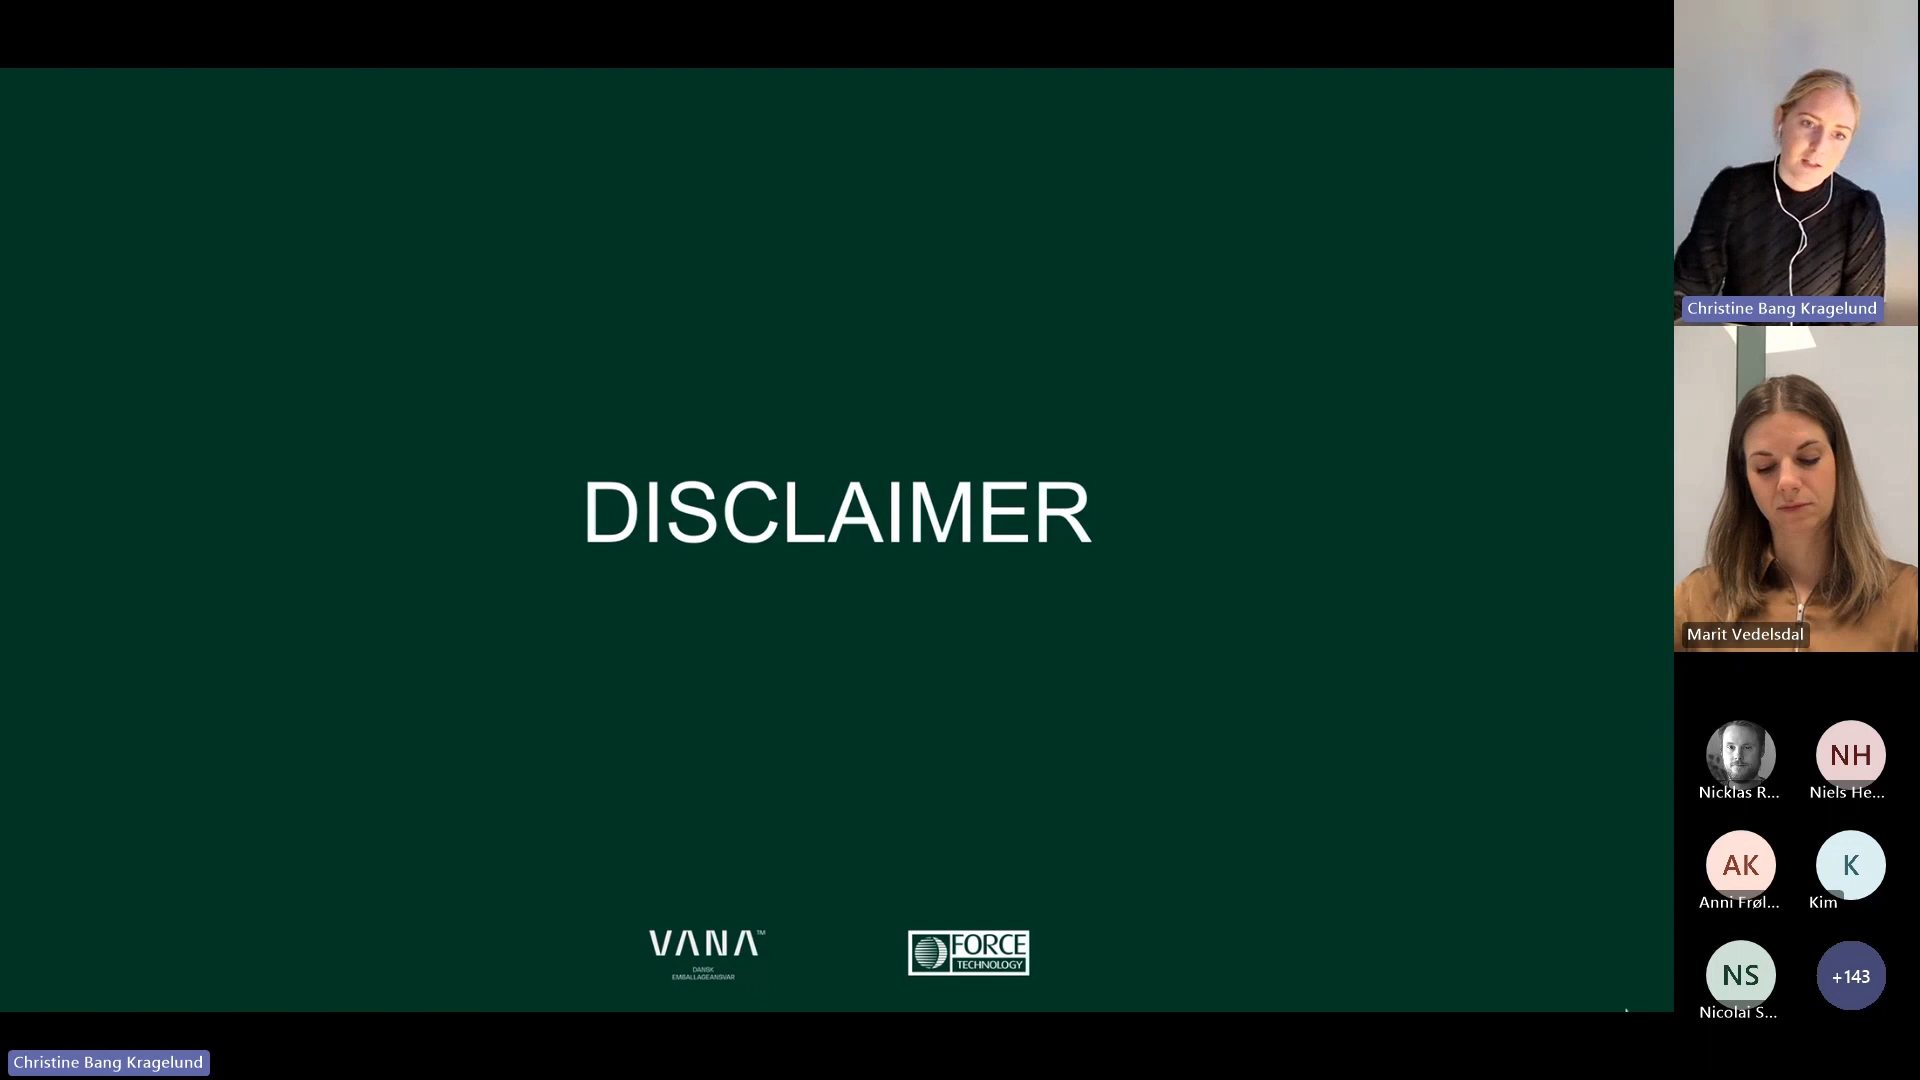 DISCLAIMER
VANA™
DANSK
EMBALLAGEANSVAR
FORCE
TECHNOLOGY
Christine Bang Kragelund
Marit Vedelsdal
NH
Nicklas R...
Niels He...
AK
K
Anni Frøl...
Kim
NS
+143
Nicolai S...
Christine Bang Kragelund